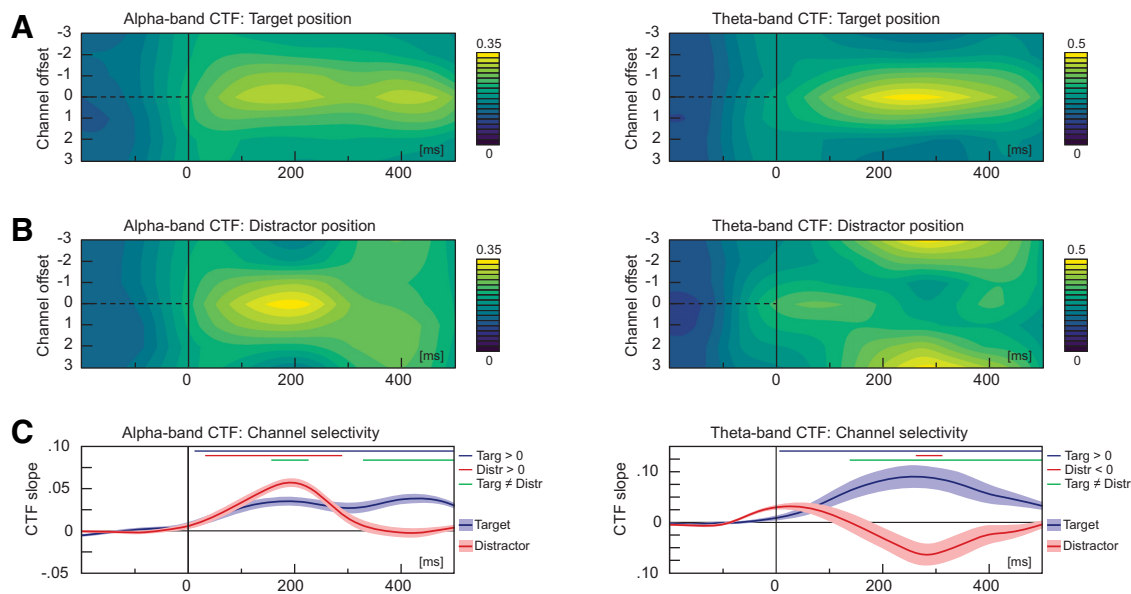 A
Alpha-band CTF: Target position
Channel offset
-3
-2
-1
0
1
2
3
[ms]
0
200
400
0.35
0
Theta-band CTF: Target position
Channel offset
-3
-2
-1
0
1
2
3
[ms]
0
200
400
0.5
0
B
Alpha-band CTF: Distractor position
Channel offset
-3
-2
-1
0
1
2
3
[ms]
0
200
400
0.35
0
Theta-band CTF: Distractor position
Channel offset
-3
-2
-1
0
1
2
3
[ms]
0
200
400
0.5
0
C
Alpha-band CTF: Channel selectivity
CTF slope
.10
.05
0
-.05
[ms]
0
200
400
Targ > 0
Distr > 0
Targ ≠ Distr
Target
Distractor
Theta-band CTF: Channel selectivity
CTF slope
.10
0
.10
[ms]
0
200
400
Targ > 0
Distr < 0
Targ ≠ Distr
Target
Distractor